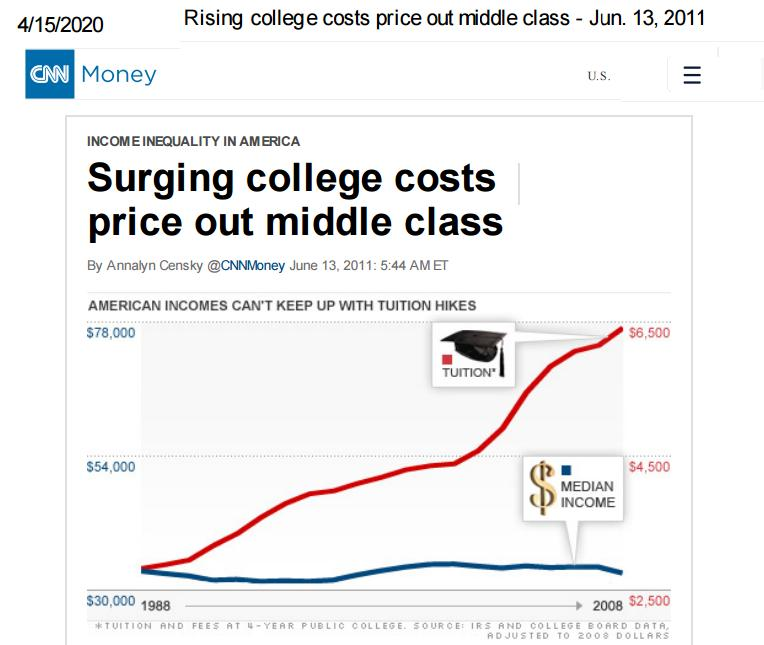 4/15/2020
Rising college costs price out middle class - Jun. 13, 2011
CNN Money
U.S.
INCOME INEQUALITY IN AMERICA
Surging college costs
price out middle class
By Annalyn Censky @CNNMoney June 13, 2011: 5:44 AM ET
AMERICAN INCOMES CAN'T KEEP UP WITH TUITION HIKES
$78,000
$6,500
TUITION*
$54,000
$4,500
MEDIAN
INCOME
$30,000
1988
2008
$2,500
*TUITION AND FEES AT 4-YEAR PUBLIC COLLEGE. SOURCE: IRS AND COLLEGE BOARD DATA,
ADJUSTED TO 2008 DOLLARS